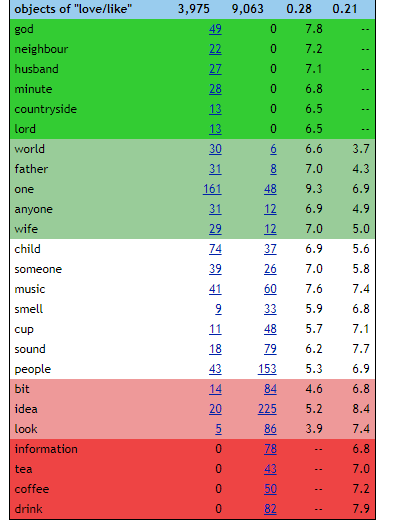 objects of "love/like" 3,975 9,063 0.28 0.21
god 49 0 7.8 --
neighbour 22 0 7.2 --
husband 27 0 7.1 --
minute 28 0 6.8 --
countryside 13 0 6.5 --
lord 13 0 6.5 --
world 30 6 6.6 3.7
father 31 8 7.0 4.3
one 161 48 9.3 6.9
anyone 31 12 6.9 4.9
wife 29 12 7.0 5.0
child 74 37 6.9 5.6
someone 39 26 7.0 5.8
music 41 60 7.6 7.4
smell 9 33 5.9 6.8
cup 11 48 5.7 7.1
sound 18 79 6.2 7.7
people 43 153 5.3 6.9
bit 14 84 4.6 6.8
idea 20 225 5.2 8.4
look 5 86 3.9 7.4
information 0 78 -- 6.8
tea 0 43 -- 7.0
coffee 0 50 -- 7.2
drink 0 82 -- 7.9